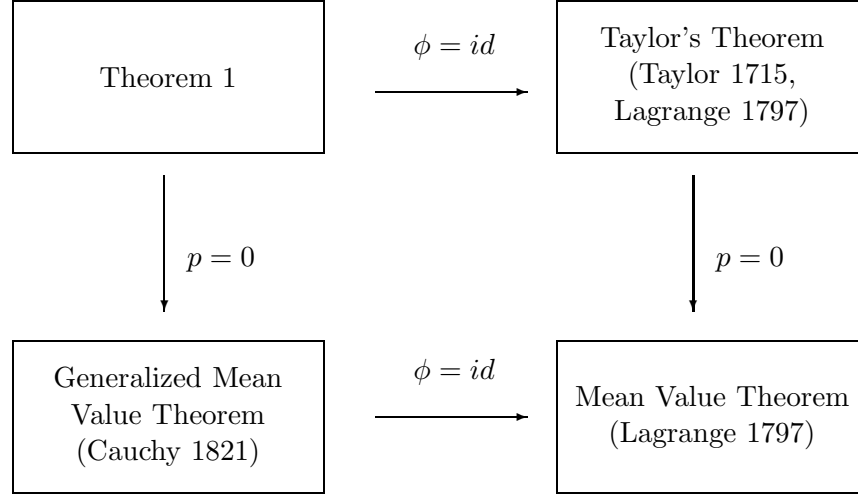 Theorem 1
ϕ = id
Taylor's Theorem
(Taylor 1715,
Lagrange 1797)
p = 0
p = 0
Generalized Mean
Value Theorem
(Cauchy 1821)
ϕ = id
Mean Value Theorem
(Lagrange 1797)